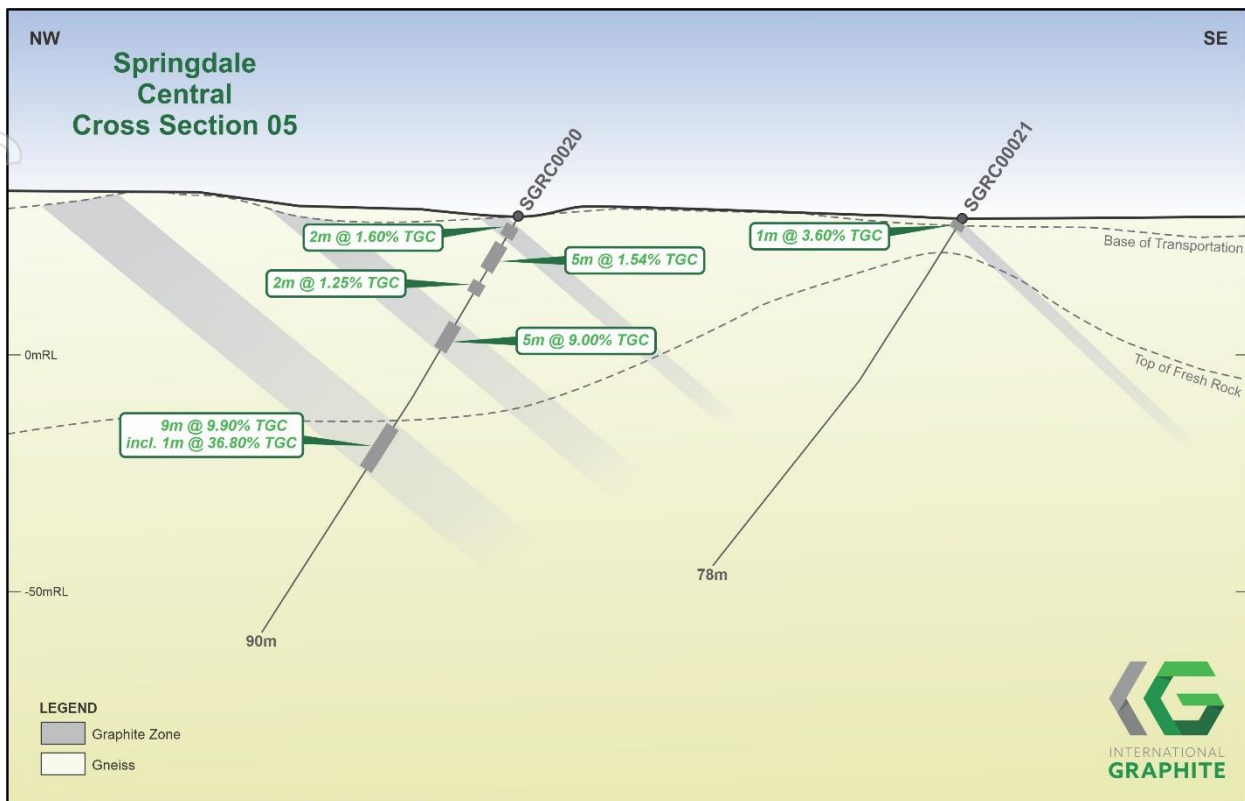 NW
SE
Springdale
Central
Cross Section 05
SGRC0020
SGRC00021
2m @ 1.60% TGC
1m @ 3.60% TGC
Base of Transportation
5m @ 1.54% TGC
2m @ 1.25% TGC
5m @ 9.00% TGC
0mRL
Top of Fresh Rock
9m @ 9.90% TGC
incl. 1m @ 36.80% TGC
78m
-50mRL
90m
LEGEND
Graphite Zone
Gneiss
INTERNATIONAL
GRAPHITE